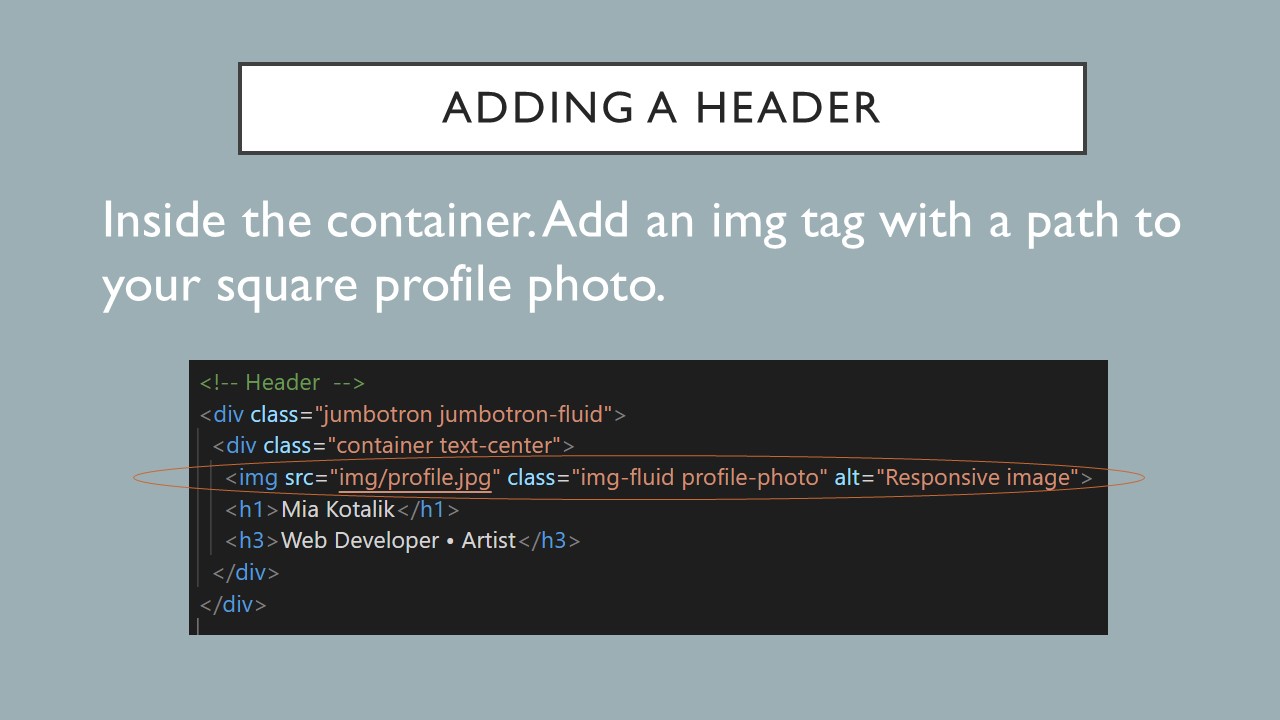 ADDING A HEADER
Inside the container. Add an img tag with a path to
your square profile photo.
<!-- Header  -->
<div class="jumbotron jumbotron-fluid">
<div class="container text-center">
<img src="img/profile.jpg" class="img-fluid profile-photo" alt="Responsive image">
<h1>Mia Kotalik</h1>
<h3>Web Developer • Artist</h3>
</div>
</div>